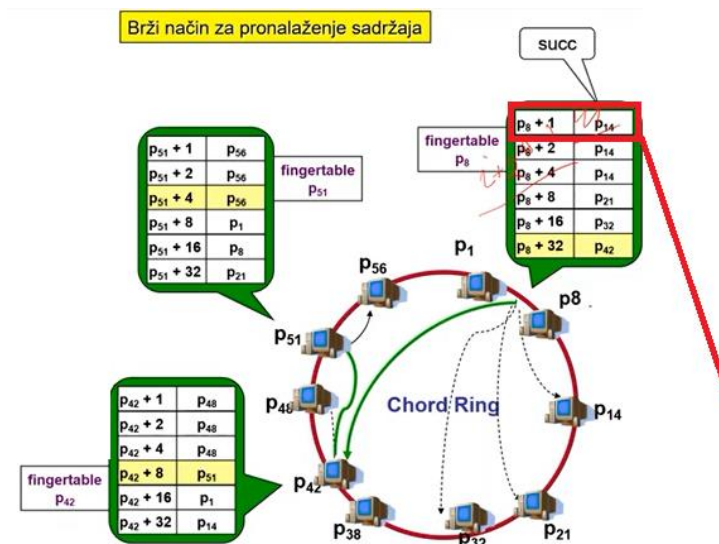 Brži način za pronalaženje sadržaja
succ
p8 + 1 p14
p8 + 2 p14
p8 + 4 p14
p8 + 8 p21
p8 + 16 p32
p8 + 32 p42
fingertable
p8
p51 + 1 p56
p51 + 2 p56
p51 + 4 p56
p51 + 8 p1
p51 + 16 p8
p51 + 32 p21
fingertable
p51
p1
p56
p8
p51
p48
Chord Ring
p14
p42
p38
p32
p21
p42 + 1 p48
p42 + 2 p48
p42 + 4 p48
p42 + 8 p51
p42 + 16 p1
p42 + 32 p14
fingertable
p42